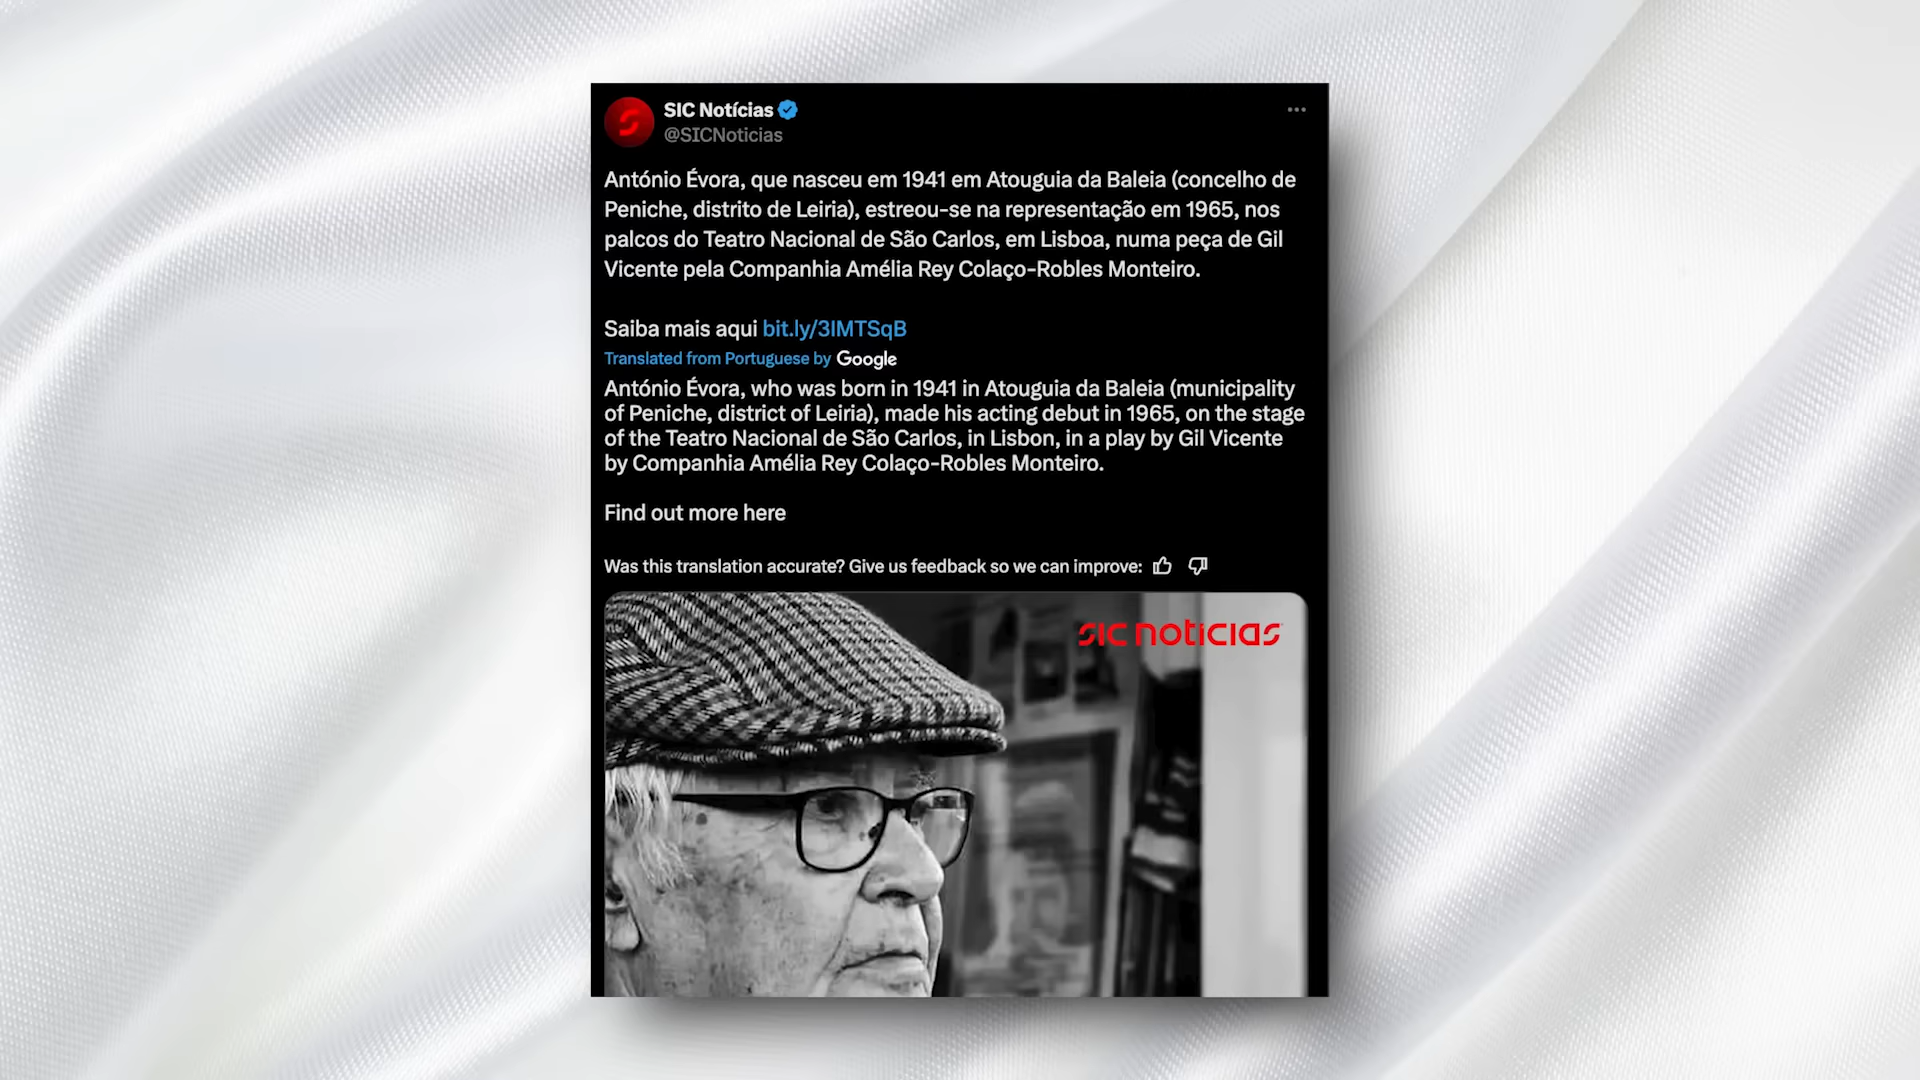 SIC Notícias
@SICNoticias
António Évora, que nasceu em 1941 em Atouguia da Baleia (concelho de
Peniche, distrito de Leiria), estreou-se na representação em 1965, nos
palcos do Teatro Nacional de São Carlos, em Lisboa, numa peça de Gil
Vicente pela Companhia Amélia Rey Colaço-Robles Monteiro.
Saiba mais aqui bit.ly/3IMTSqB
Translated from Portuguese by Google
António Évora, who was born in 1941 in Atouguia da Baleia (municipality
of Peniche, district of Leiria), made his acting debut in 1965, on the stage
of the Teatro Nacional de São Carlos, in Lisbon, in a play by Gil Vicente
by Companhia Amélia Rey Colaço-Robles Monteiro.
Find out more here
Was this translation accurate? Give us feedback so we can improve:
sic notícias